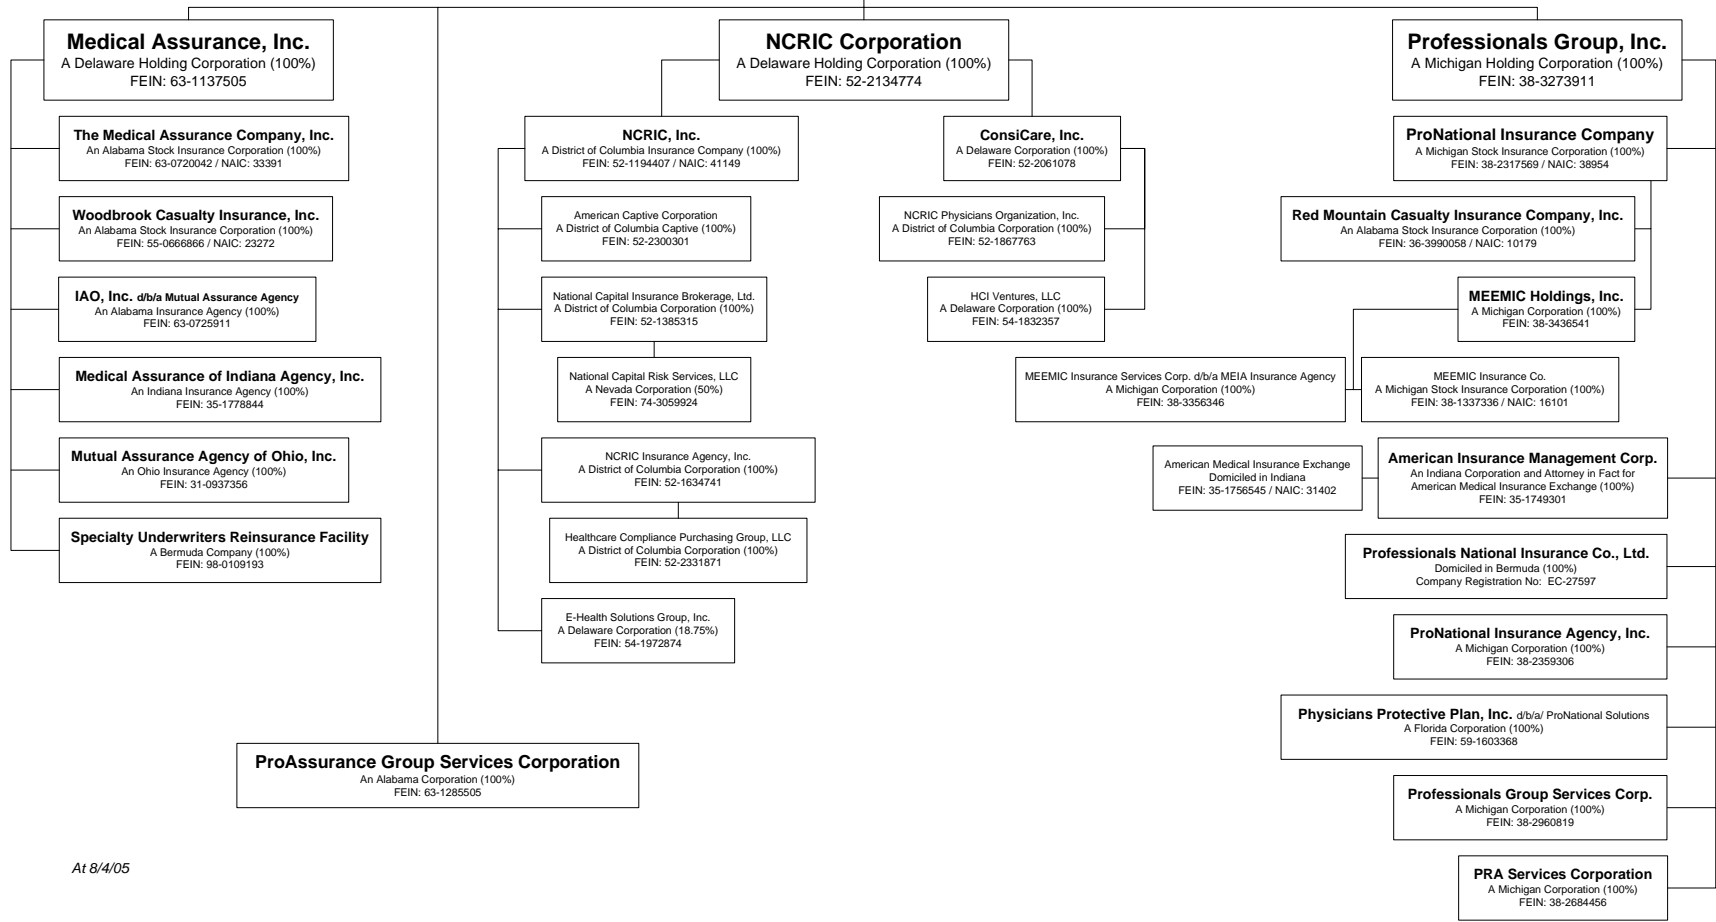 Medical Assurance, Inc.
A Delaware Holding Corporation (100%)
FEIN: 63-1137505
The Medical Assurance Company, Inc.
An Alabama Stock Insurance Corporation (100%)
FEIN: 63-0720042 / NAIC: 33391
Woodbrook Casualty Insurance, Inc.
An Alabama Stock Insurance Corporation (100%)
FEIN: 55-0666866 / NAIC: 23272
IAO, Inc. d/b/a Mutual Assurance Agency
An Alabama Insurance Agency (100%)
FEIN: 63-0725911
Medical Assurance of Indiana Agency, Inc.
An Indiana Insurance Agency (100%)
FEIN: 35-1778844
Mutual Assurance Agency of Ohio, Inc.
An Ohio Insurance Agency (100%)
FEIN: 31-0937356
Specialty Underwriters Reinsurance Facility
A Bermuda Company (100%)
FEIN: 98-0109193
ProAssurance Group Services Corporation
An Alabama Corporation (100%)
FEIN: 63-1285505
NCRIC Corporation
A Delaware Holding Corporation (100%)
FEIN: 52-2134774
NCRIC, Inc.
A District of Columbia Insurance Company (100%)
FEIN: 52-1194407 / NAIC: 41149
American Captive Corporation
A District of Columbia Captive (100%)
FEIN: 52-2300301
National Capital Insurance Brokerage, Ltd.
A District of Columbia Corporation (100%)
FEIN: 52-1385315
National Capital Risk Services, LLC
A Nevada Corporation (50%)
FEIN: 74-3059924
NCRIC Insurance Agency, Inc.
A District of Columbia Corporation (100%)
FEIN: 52-1634741
Healthcare Compliance Purchasing Group, LLC
A District of Columbia Corporation (100%)
FEIN: 52-2331871
E-Health Solutions Group, Inc.
A Delaware Corporation (18.75%)
FEIN: 54-1972874
ConsiCare, Inc.
A Delaware Corporation (100%)
FEIN: 52-2061078
NCRIC Physicians Organization, Inc.
A District of Columbia Corporation (100%)
FEIN: 52-1867763
HCI Ventures, LLC
A Delaware Corporation (100%)
FEIN: 54-1832357
Professionals Group, Inc.
A Michigan Holding Corporation (100%)
FEIN: 38-3273911
ProNational Insurance Company
A Michigan Stock Insurance Corporation (100%)
FEIN: 38-2317569 / NAIC: 38954
Red Mountain Casualty Insurance Company, Inc.
An Alabama Stock Insurance Corporation (100%)
FEIN: 36-3990058 / NAIC: 10179
MEEMIC Holdings, Inc.
A Michigan Corporation (100%)
FEIN: 38-3436541
MEEMIC Insurance Services Corp. d/b/a MEIA Insurance Agency
A Michigan Corporation (100%)
FEIN: 38-3356346
MEEMIC Insurance Co.
A Michigan Stock Insurance Corporation (100%)
FEIN: 38-1337336 / NAIC: 16101
American Medical Insurance Exchange
Domiciled in Indiana
FEIN: 35-1756545 / NAIC: 31402
American Insurance Management Corp.
An Indiana Corporation and Attorney in Fact for
American Medical Insurance Exchange (100%)
FEIN: 35-1749301
Professionals National Insurance Co., Ltd.
Domiciled in Bermuda (100%)
Company Registration No: EC-27597
ProNational Insurance Agency, Inc.
A Michigan Corporation (100%)
FEIN: 38-2359306
Physicians Protective Plan, Inc. d/b/a/ ProNational Solutions
A Florida Corporation (100%)
FEIN: 59-1603368
Professionals Group Services Corp.
A Michigan Corporation (100%)
FEIN: 38-2960819
PRA Services Corporation
A Michigan Corporation (100%)
FEIN: 38-2684456
At 8/4/05